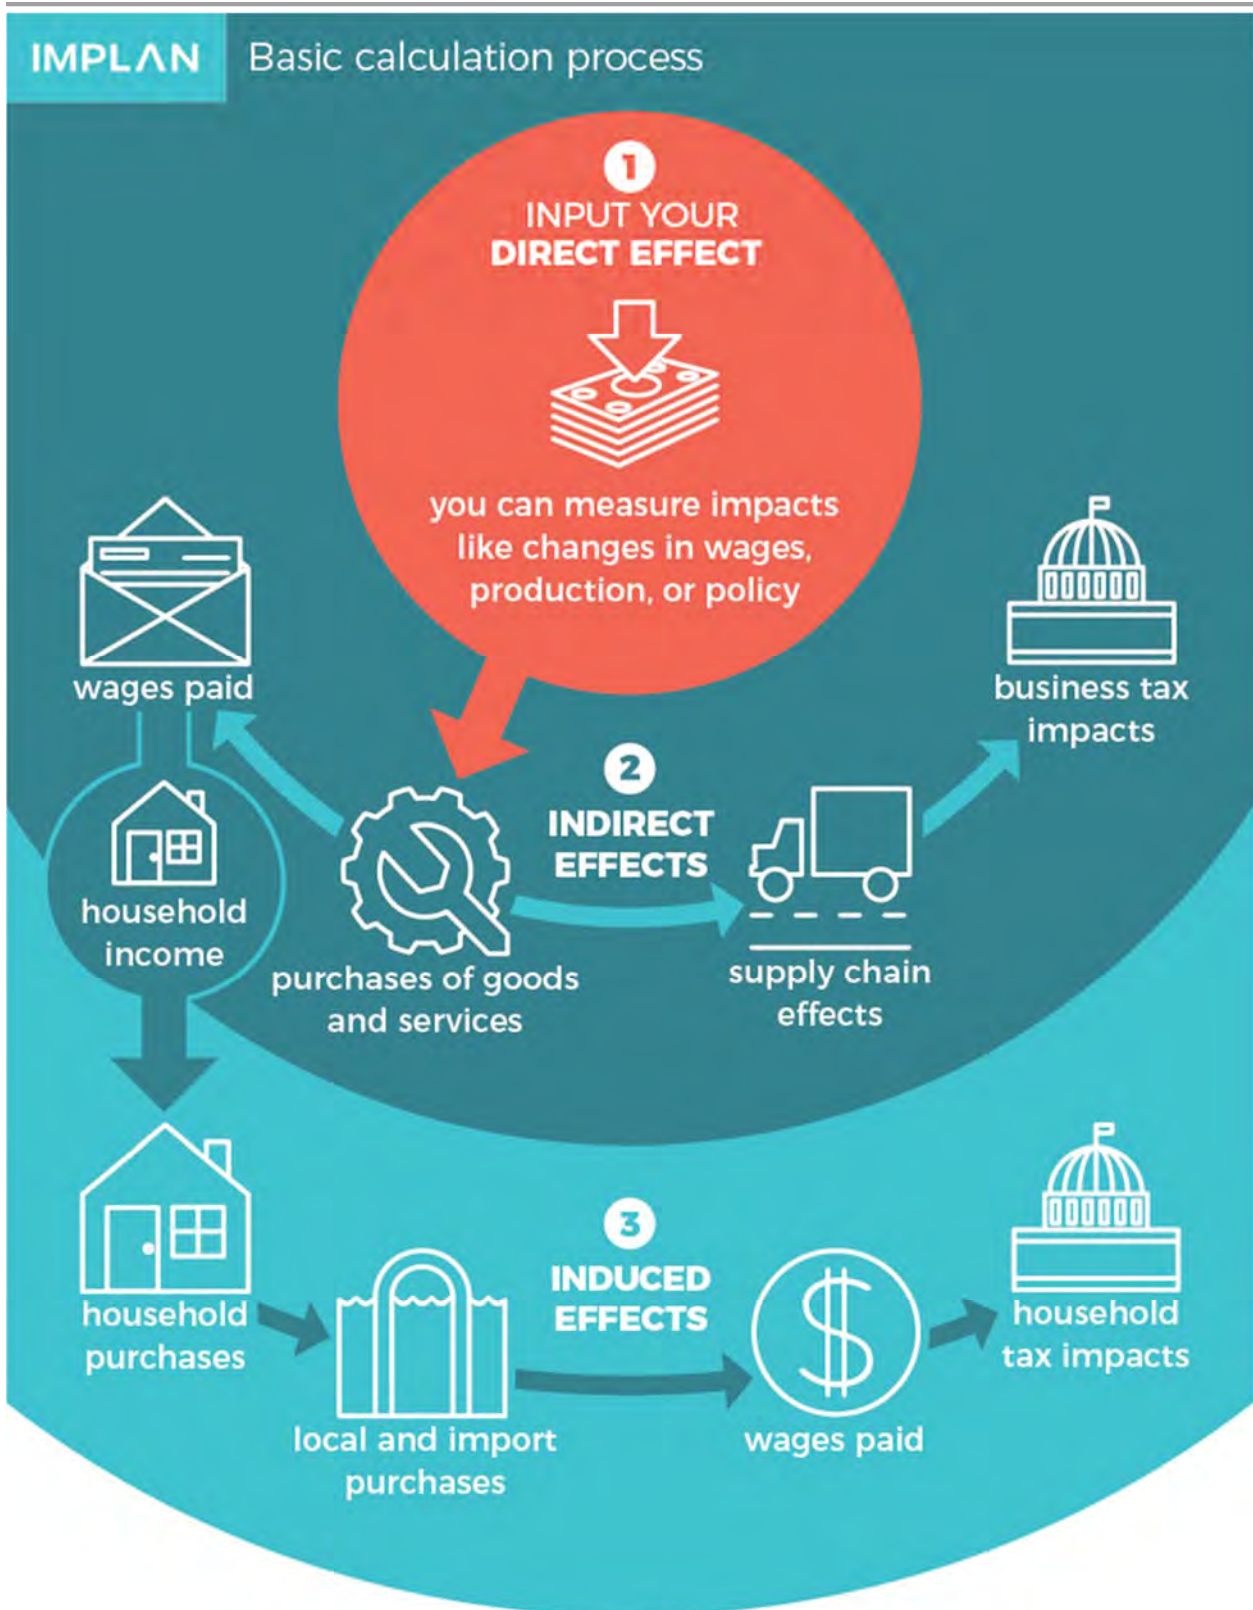 IMPLAN
Basic calculation process
1
INPUT YOUR
DIRECT EFFECT
you can measure impacts
like changes in wages,
production, or policy
wages paid
business tax
impacts
household
income
2
INDIRECT
EFFECTS
purchases of goods
and services
supply chain
effects
3
INDUCED
EFFECTS
household
purchases
local and import
purchases
wages paid
household
tax impacts